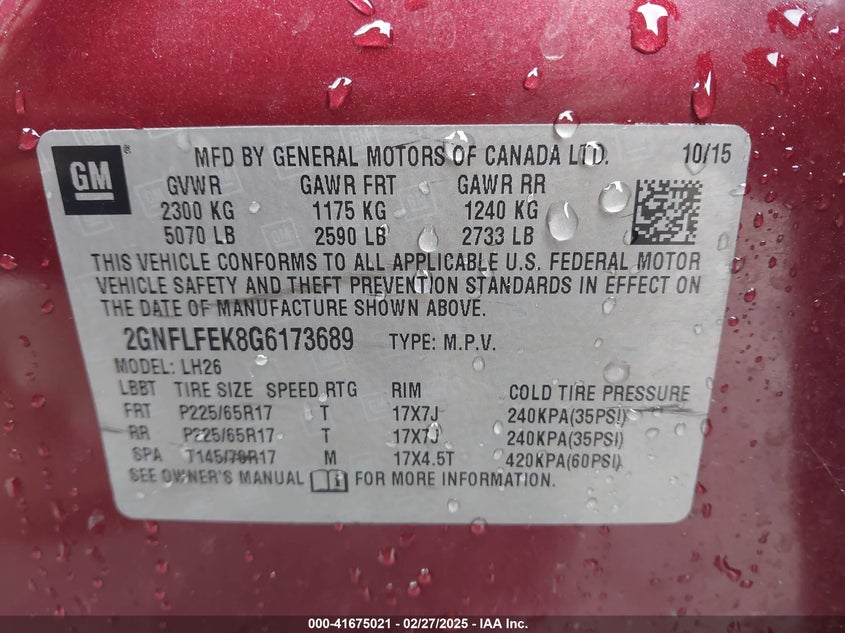 GM ®
MFD BY GENERAL MOTORS OF CANADA LTD. 10/15
GVWR GAWR FRT GAWR RR
2300 KG 1175 KG 1240 KG
5070 LB 2590 LB 2733 LB
THIS VEHICLE CONFORMS TO ALL APPLICABLE U.S. FEDERAL MOTOR
VEHICLE SAFETY AND THEFT PREVENTION STANDARDS IN EFFECT ON
THE DATE OF MANUFACTURE SHOWN ABOVE.
2GNFLFEK8G6173689 TYPE: M.P.V.
MODEL: LH26
LBBT TIRE SIZE SPEED RTG RIM COLD TIRE PRESSURE
FRT P225/65R17 T 17X7J 240KPA(35PSI)
RR P225/65R17 T 17X7J 240KPA(35PSI)
SPA T145/70R17 M 17X4.5T 420KPA(60PSI)
SEE OWNER'S MANUAL FOR MORE INFORMATION.
000-41675021 — 02/27/2025 — IAA Inc.